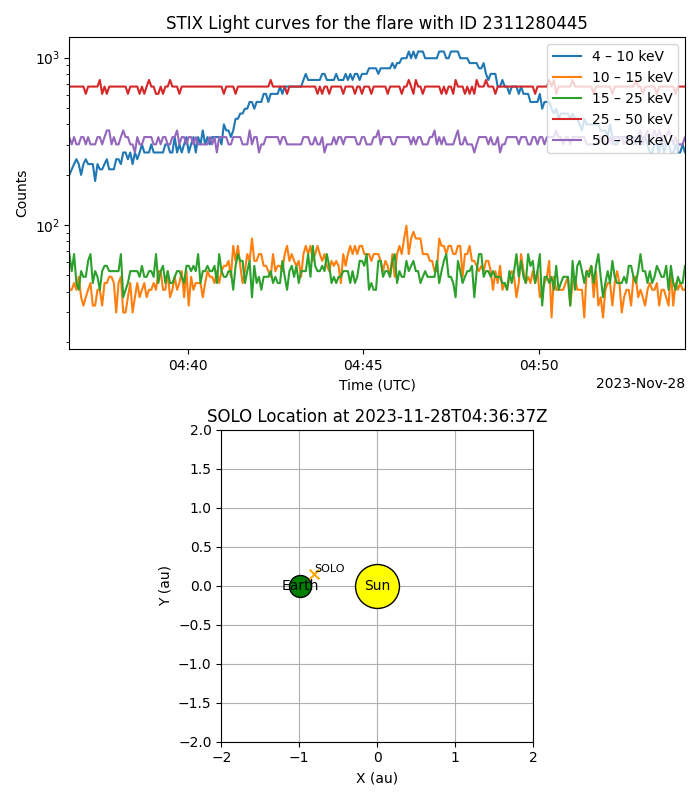 STIX Light curves for the flare with ID 2311280445
10³
10²
Counts
4 – 10 keV
10 – 15 keV
15 – 25 keV
25 – 50 keV
50 – 84 keV
04:40 04:45 04:50
Time (UTC)
2023-Nov-28
SOLO Location at 2023-11-28T04:36:37Z
2.0
1.5
1.0
0.5
0.0
−0.5
−1.0
−1.5
−2.0
Y (au)
SOLO
Earth
Sun
−2 −1 0 1 2
X (au)